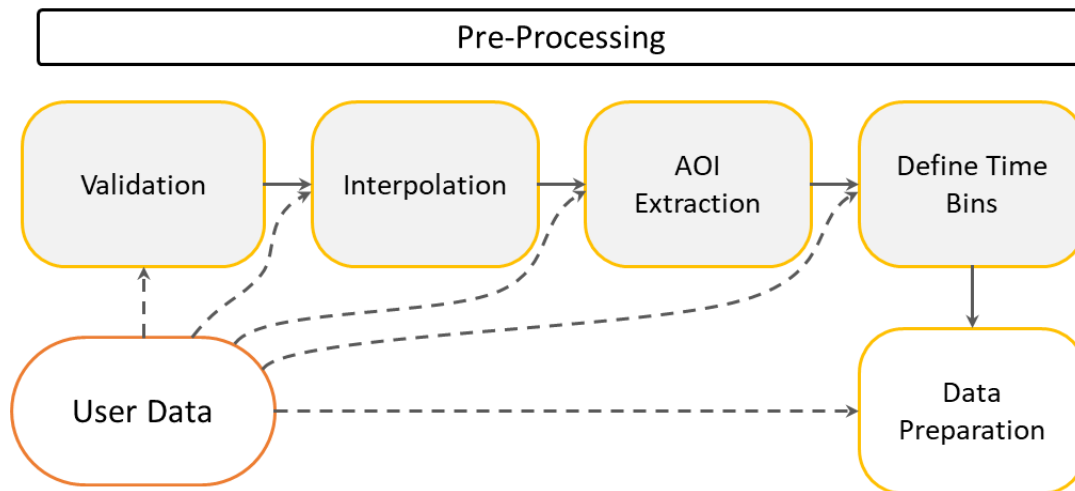 Pre-Processing
Validation
Interpolation
AOI
Extraction
Define Time
Bins
User Data
Data
Preparation